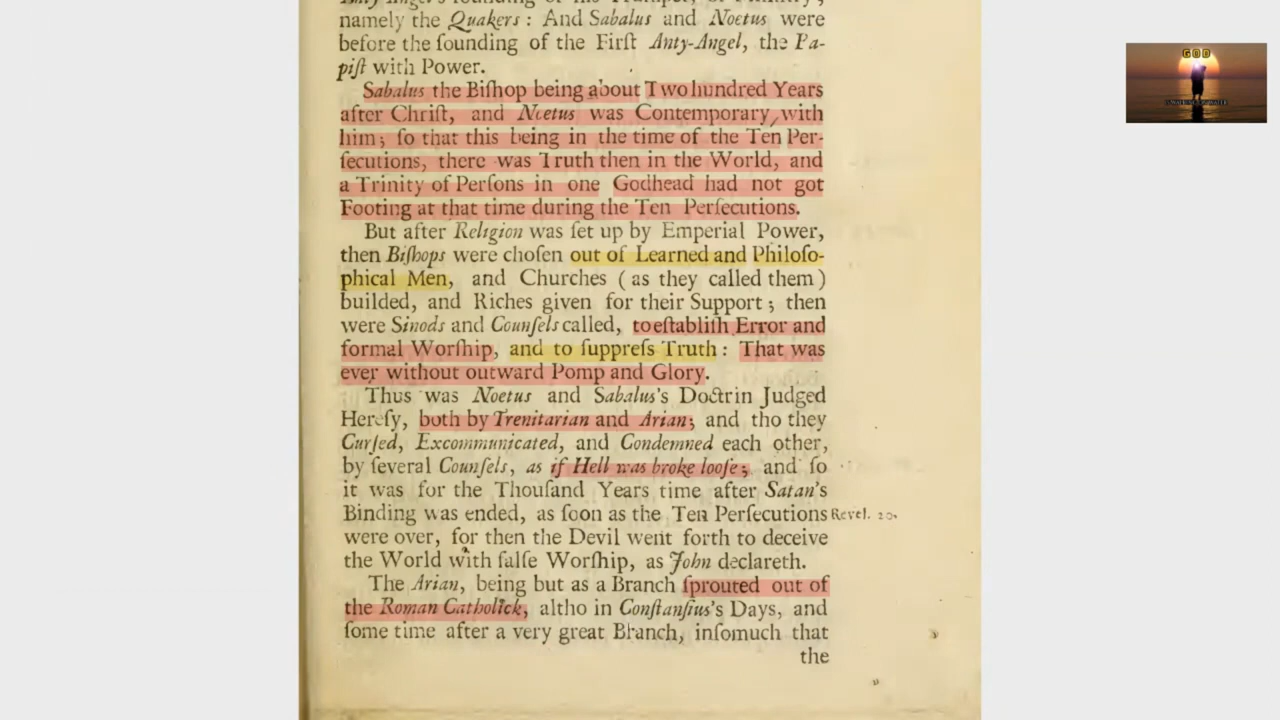 namely the Quakers : And Sabalus and Noetus were
before the ſounding of the Firſt Anty-Angel, the Pa-
piſt with Power.
Sabalus the Biſhop being about Two hundred Years
after Chriſt, and Noetus was Contemporary, with
him; ſo that this being in the time of the Ten Per-
ſecutions, there was Truth then in the World, and
a Trinity of Perſons in one Godhead had not got
Footing at that time during the Ten Perſecutions.
But after Religion was ſet up by Emperial Power,
then Biſhops were choſen out of Learned and Philoſo-
phical Men, and Churches ( as they called them )
builded, and Riches given for their Support ; then
were Sinods and Counſels called, to eſtabliſh Error and
formal Worſhip, and to ſuppreſs Truth : That was
ever without outward Pomp and Glory.
Thus was Noetus and Sabalus's Doctrin Judged
Hereſy, both by Trenitarian and Arian; and tho they
Curſed, Excommunicated, and Condemned each other,
by ſeveral Counſels, as if Hell was broke looſe; and ſo
it was for the Thouſand Years time after Satan's
Binding was ended, as ſoon as the Ten Perſecutions Revel. 20.
were over, for then the Devil went forth to deceive
the World with falſe Worſhip, as John declareth.
The Arian, being but as a Branch ſprouted out of
the Roman Catholick, altho in Conſtanſius's Days, and
ſome time after a very great Branch, inſomuch that
the
GOD